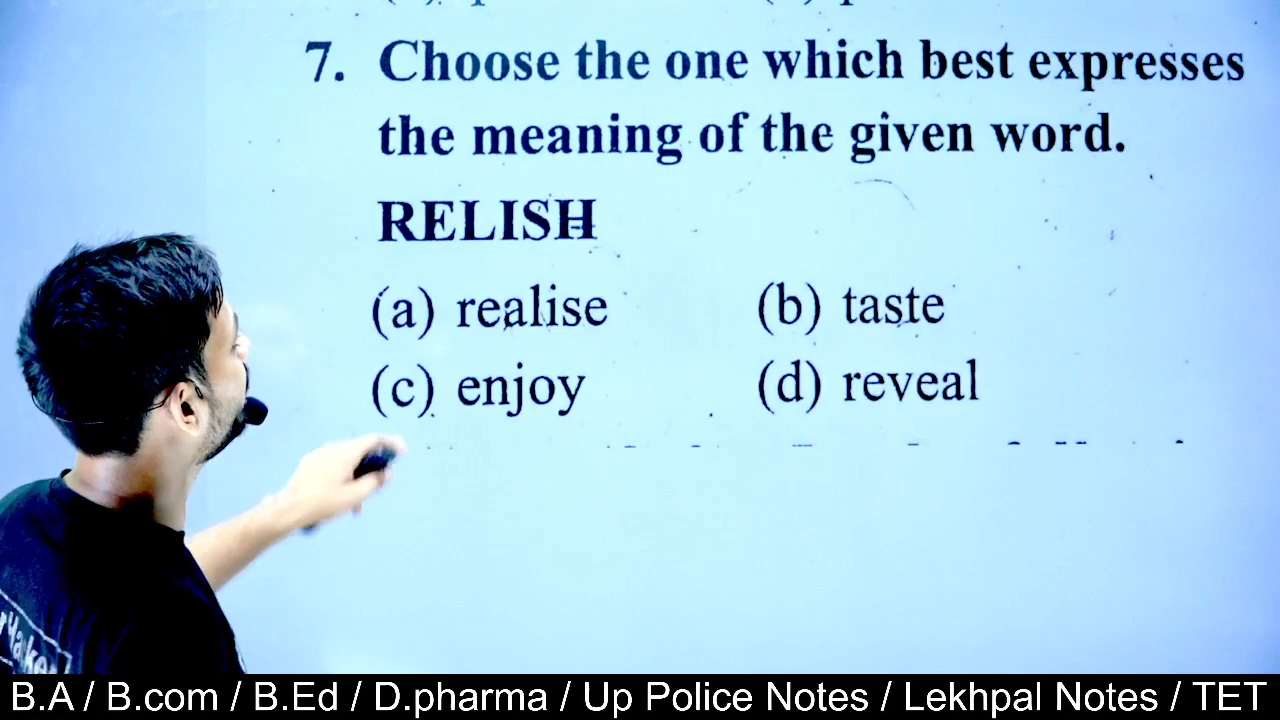 7. Choose the one which best expresses
the meaning of the given word.
RELISH
(a) realise (b) taste
(c) enjoy (d) reveal
B.A / B.com / B.Ed / D.pharma / Up Police Notes / Lekhpal Notes / TET